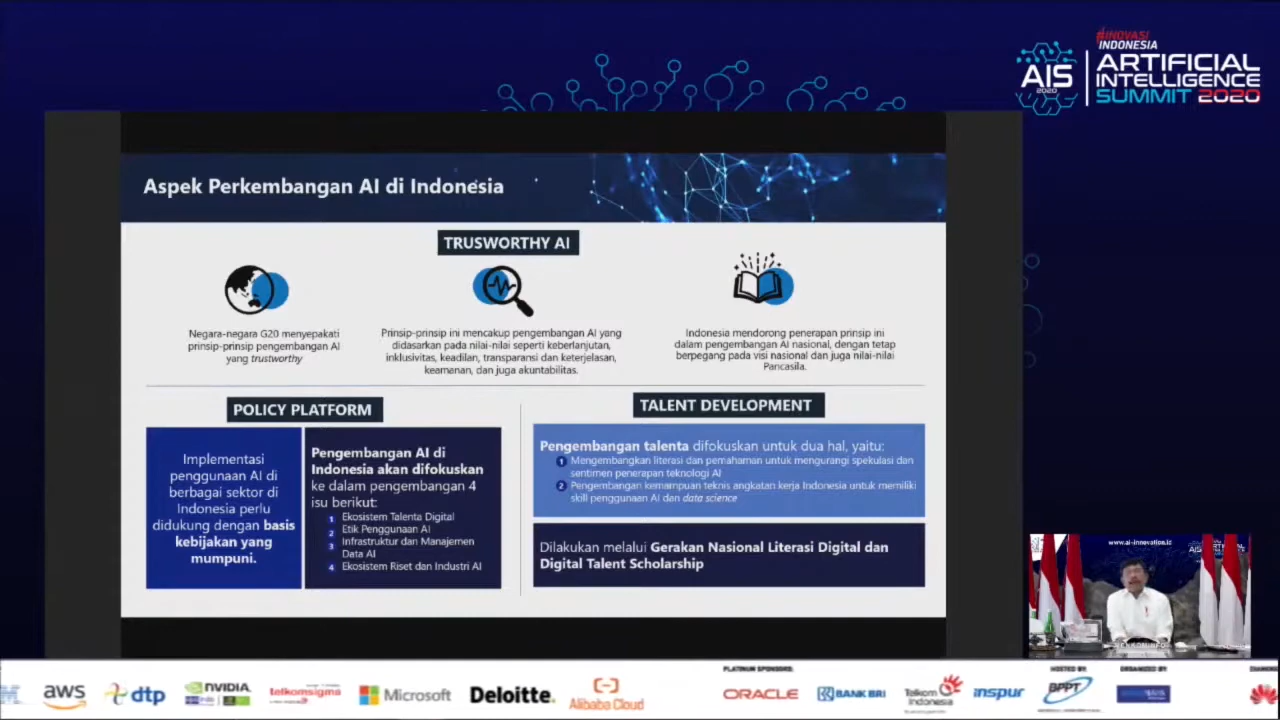 #INOVASI
INDONESIA
AIS
2020
ARTIFICIAL
INTELLIGENCE
SUMMIT 2020
Aspek Perkembangan AI di Indonesia
TRUSWORTHY AI
Negara-negara G20 menyepakati
prinsip-prinsip pengembangan AI
yang trustworthy
Prinsip-prinsip ini mencakup pengembangan AI yang
didasarkan pada nilai-nilai seperti keberlanjutan,
inklusivitas, keadilan, transparansi dan keterjelasan,
keamanan, dan juga akuntabilitas.
Indonesia mendorong penerapan prinsip ini
dalam pengembangan AI nasional, dengan tetap
berpegang pada visi nasional dan juga nilai-nilai
Pancasila.
POLICY PLATFORM
Implementasi
penggunaan AI di
berbagai sektor di
Indonesia perlu
didukung dengan basis
kebijakan yang
mumpuni.
Pengembangan AI di
Indonesia akan difokuskan
ke dalam pengembangan 4
isu berikut:
1 Ekosistem Talenta Digital
2 Etik Penggunaan AI
3 Infrastruktur dan Manajemen
Data AI
4 Ekosistem Riset dan Industri AI
TALENT DEVELOPMENT
Pengembangan talenta difokuskan untuk dua hal, yaitu:
1 Mengembangkan literasi dan pemahaman untuk mengurangi spekulasi dan
sentimen penerapan teknologi AI
2 Pengembangan kemampuan teknis angkatan kerja Indonesia untuk memiliki
skill penggunaan AI dan data science
Dilakukan melalui Gerakan Nasional Literasi Digital dan
Digital Talent Scholarship
www.ai-innovation.id
AIS
MENKOMINFO
aws
dtp
NVIDIA
telkomsigma
Microsoft
Deloitte.
Alibaba Cloud
PLATINUM SPONSORS:
ORACLE
BANK BRI
Telkom
Indonesia
inspur
HOSTED BY:
BPPT
ORGANIZED BY: